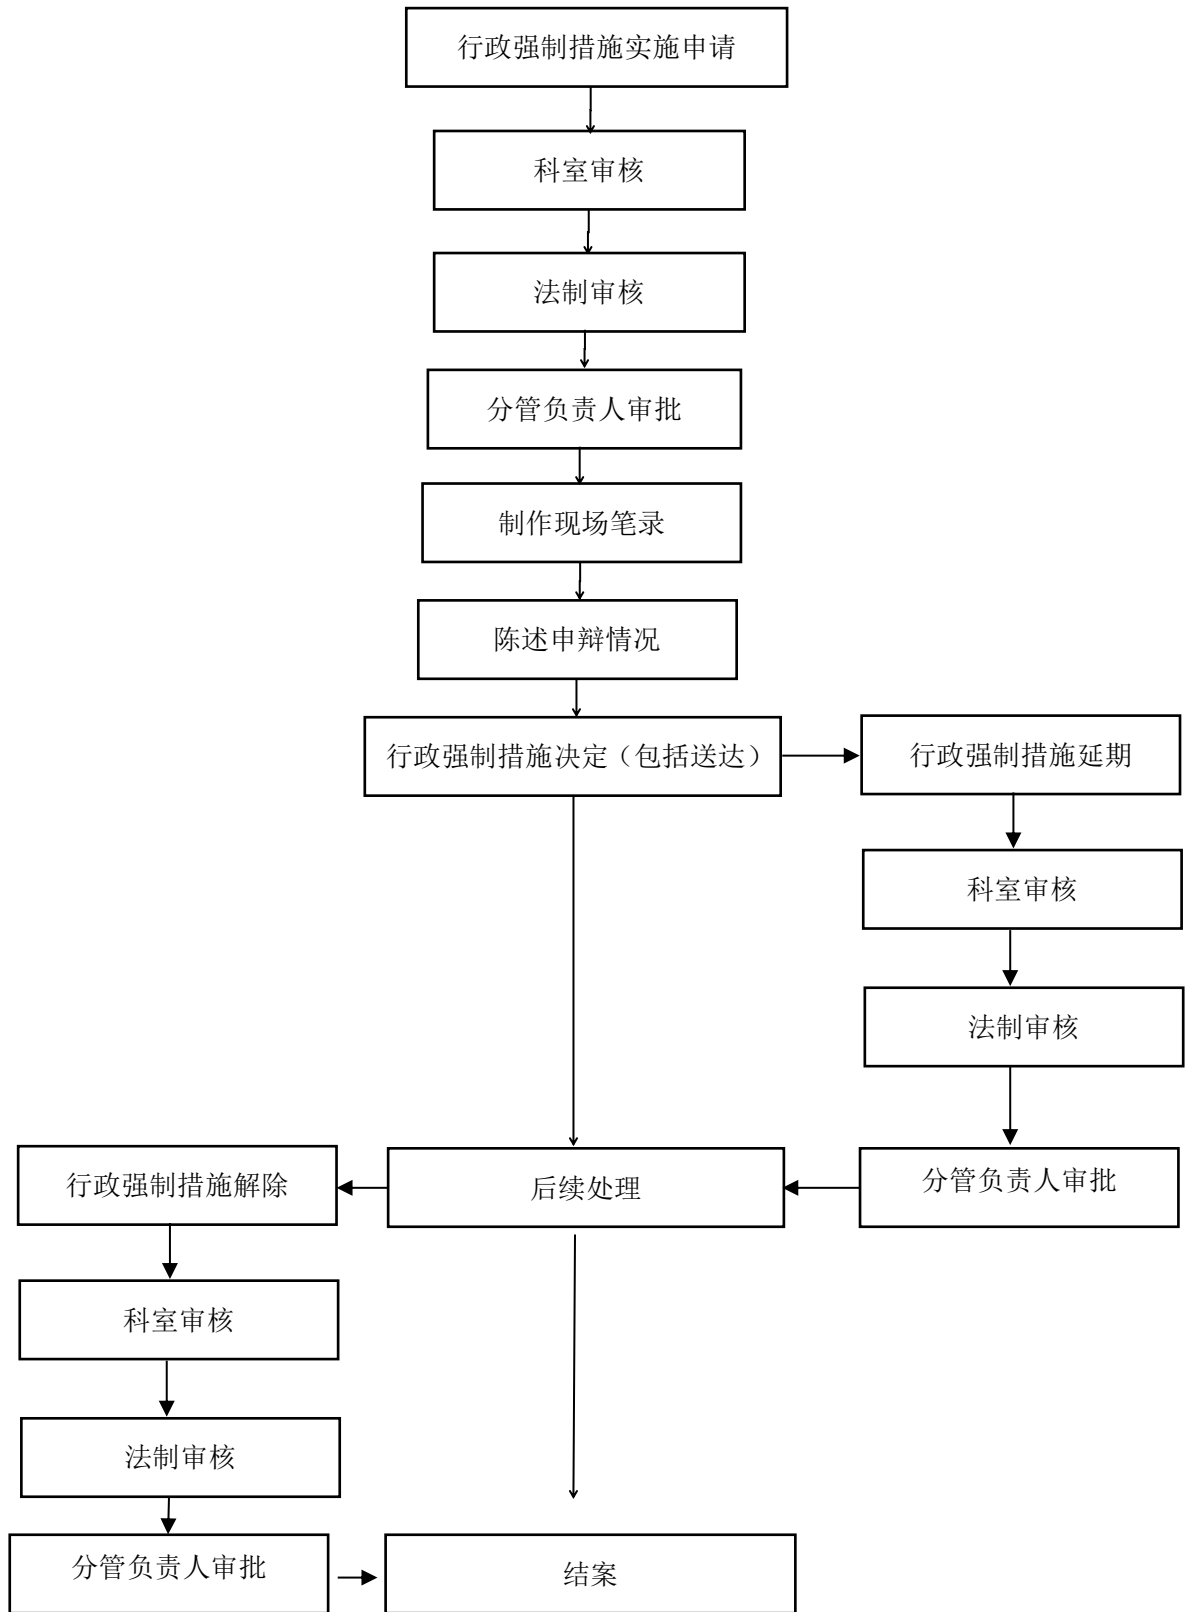 行政强制措施实施申请
科室审核
法制审核
分管负责人审批
制作现场笔录
陈述申辩情况
行政强制措施决定（包括送达）
行政强制措施延期
科室审核
法制审核
分管负责人审批
后续处理
行政强制措施解除
科室审核
法制审核
分管负责人审批
结案